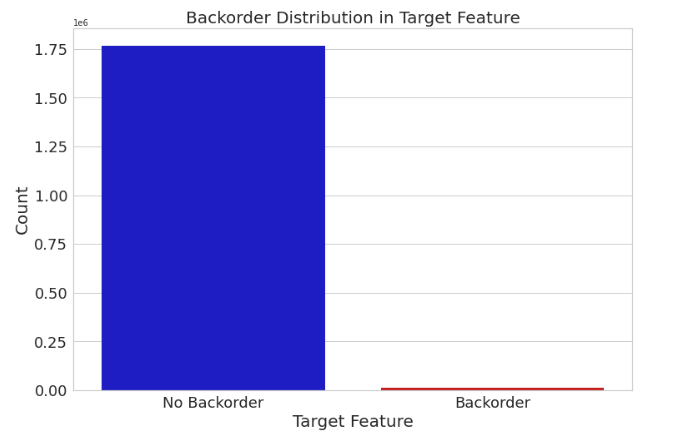 Backorder Distribution in Target Feature
1e6
1.75
1.50
1.25
1.00
0.75
0.50
0.25
0.00
Count
No Backorder Backorder
Target Feature